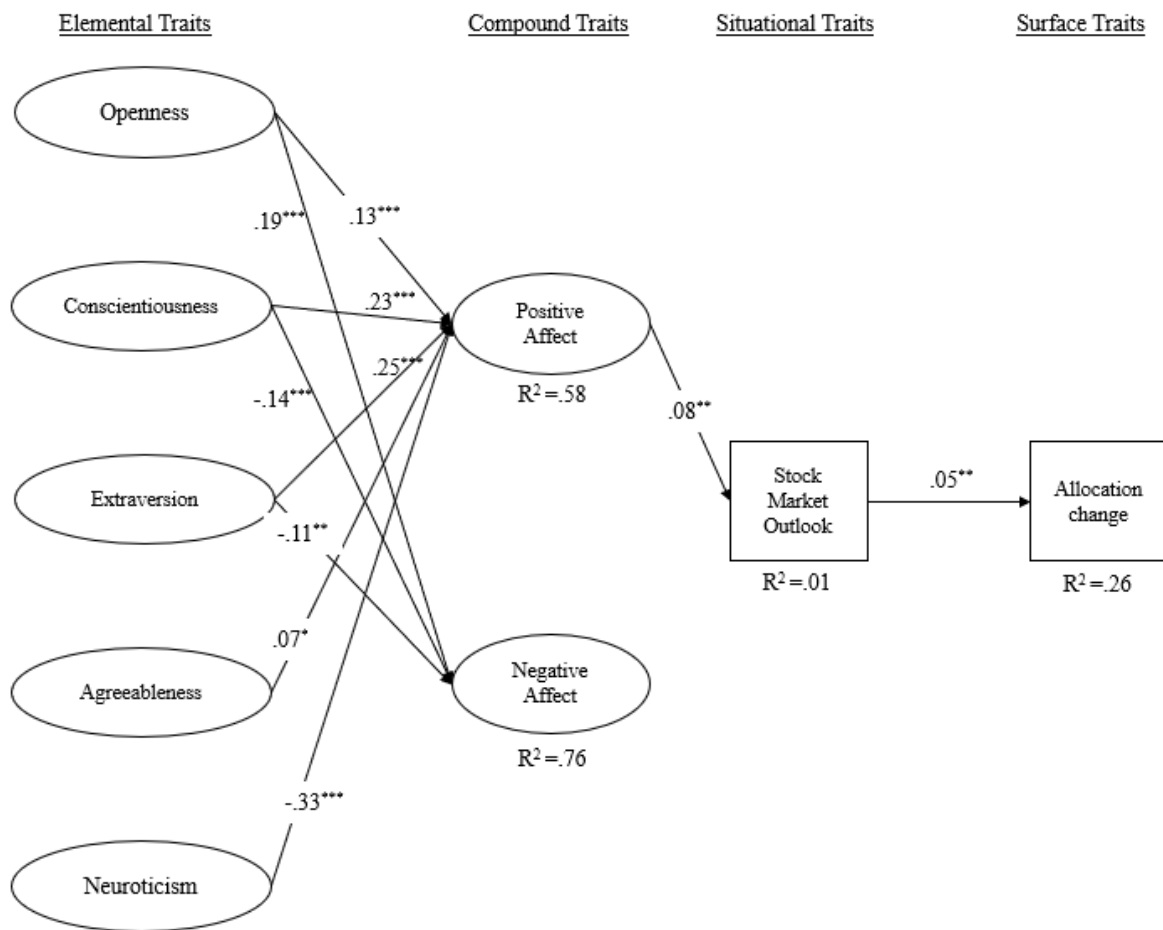 Elemental Traits
Compound Traits
Situational Traits
Surface Traits
Openness
.19***
.13***
Conscientiousness
.23***
Positive
Affect
R² =.58
.25***
-.14***
.08**
Extraversion
-.11**
Stock
Market
Outlook
R² =.01
.05**
Allocation
change
R² =.26
.07*
Agreeableness
Negative
Affect
R² =.76
-.33***
Neuroticism